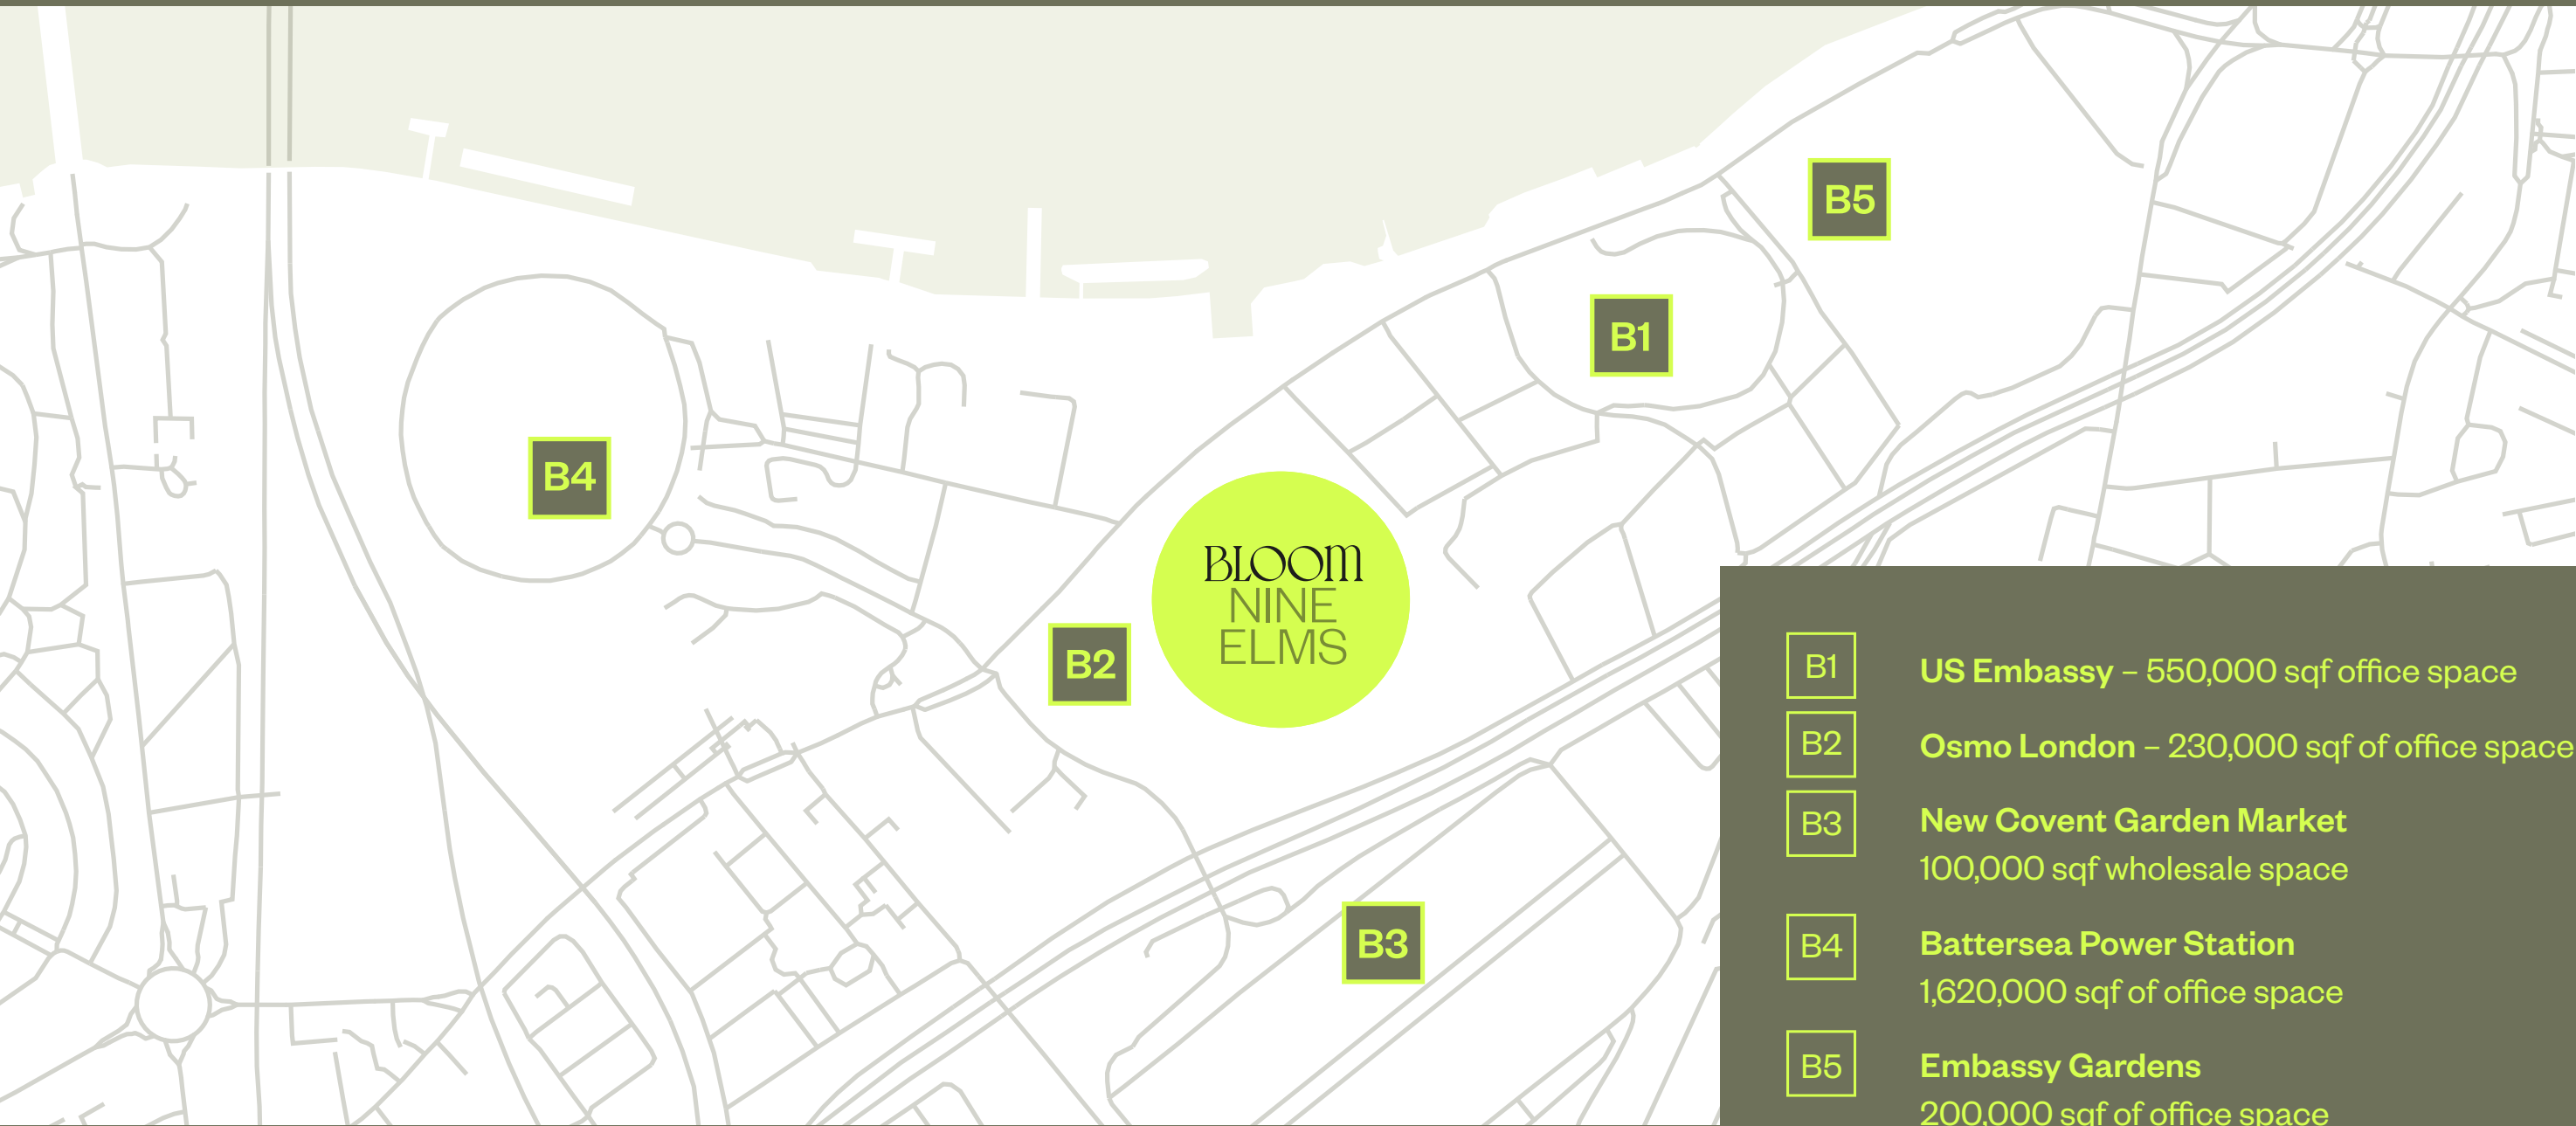 B5
B1
B4
BLOOM
NINE
ELMS
B2
B3
B1 US Embassy – 550,000 sqf office space
B2 Osmo London – 230,000 sqf of office space
B3 New Covent Garden Market
100,000 sqf wholesale space
B4 Battersea Power Station
1,620,000 sqf of office space
B5 Embassy Gardens
200,000 sqf of office space